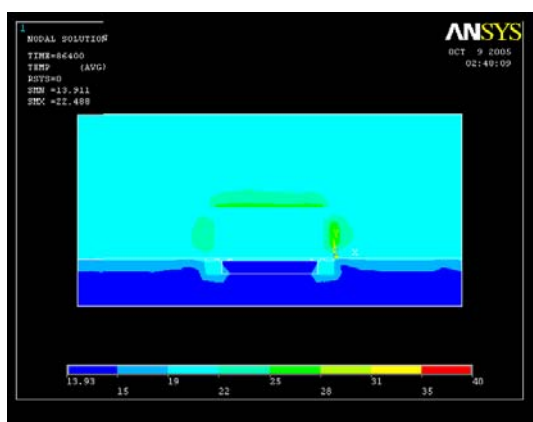 1
NODAL SOLUTION
TIME=86400
TEMP (AVG)
RSYS=0
SMN =13.911
SMX =22.488
ANSYS
OCT 9 2005
02:40:09
X
13.93 15 19 22 25 28 31 35 40